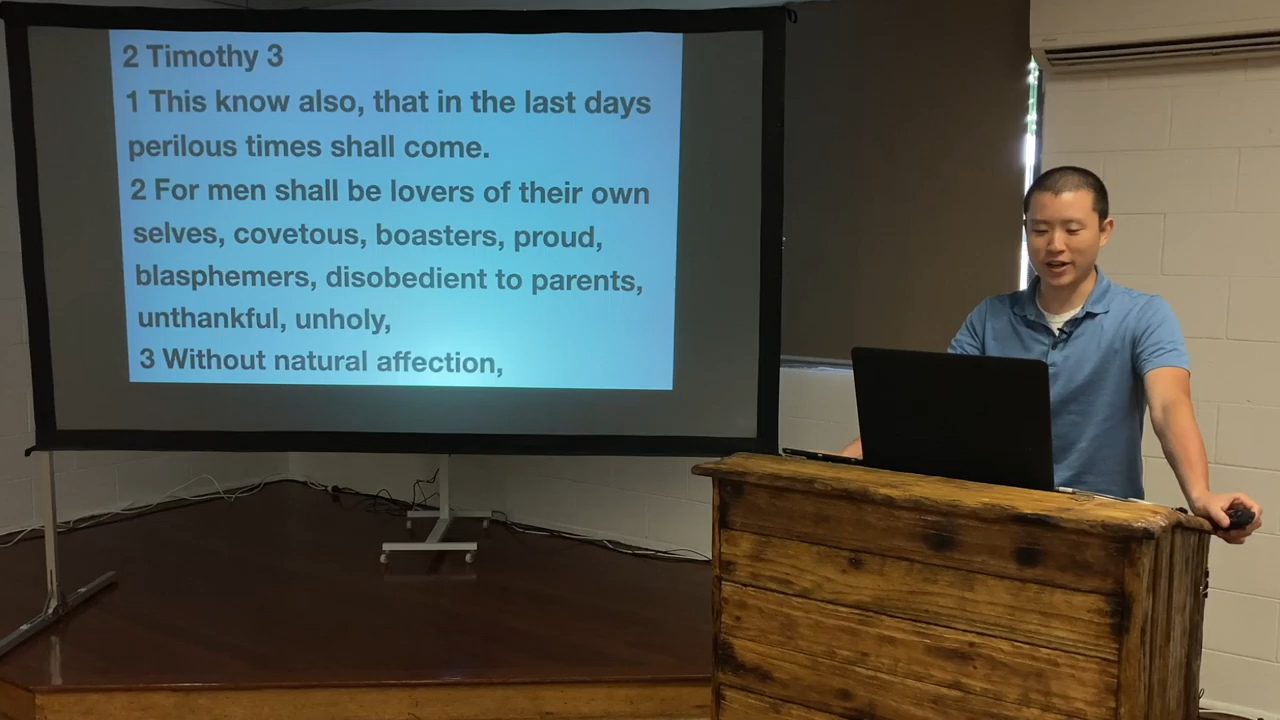 2 Timothy 3
1 This know also, that in the last days
perilous times shall come.
2 For men shall be lovers of their own
selves, covetous, boasters, proud,
blasphemers, disobedient to parents,
unthankful, unholy,
3 Without natural affection,